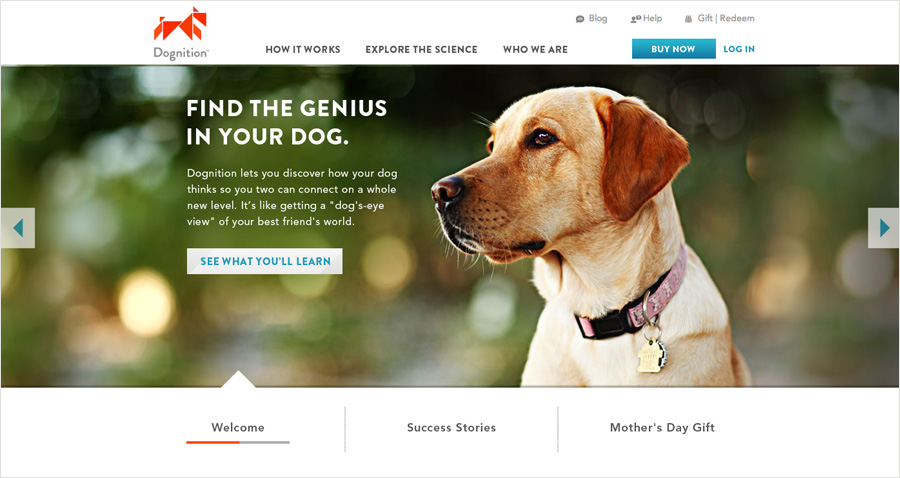 Blog
Help
Gift | Redeem
Dognition™
HOW IT WORKS
EXPLORE THE SCIENCE
WHO WE ARE
BUY NOW
LOG IN
FIND THE GENIUS
IN YOUR DOG.
Dognition lets you discover how your dog
thinks so you two can connect on a whole
new level. It's like getting a "dog's-eye
view" of your best friend's world.
SEE WHAT YOU'LL LEARN
Welcome
Success Stories
Mother's Day Gift